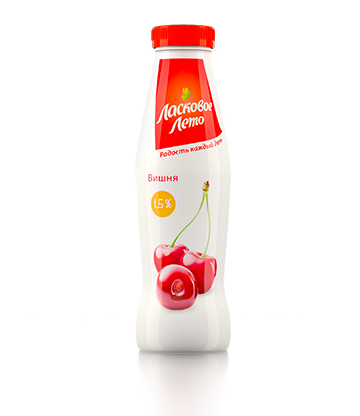 Ласковое
Лето
Радость каждый день
Вишня
1,5%